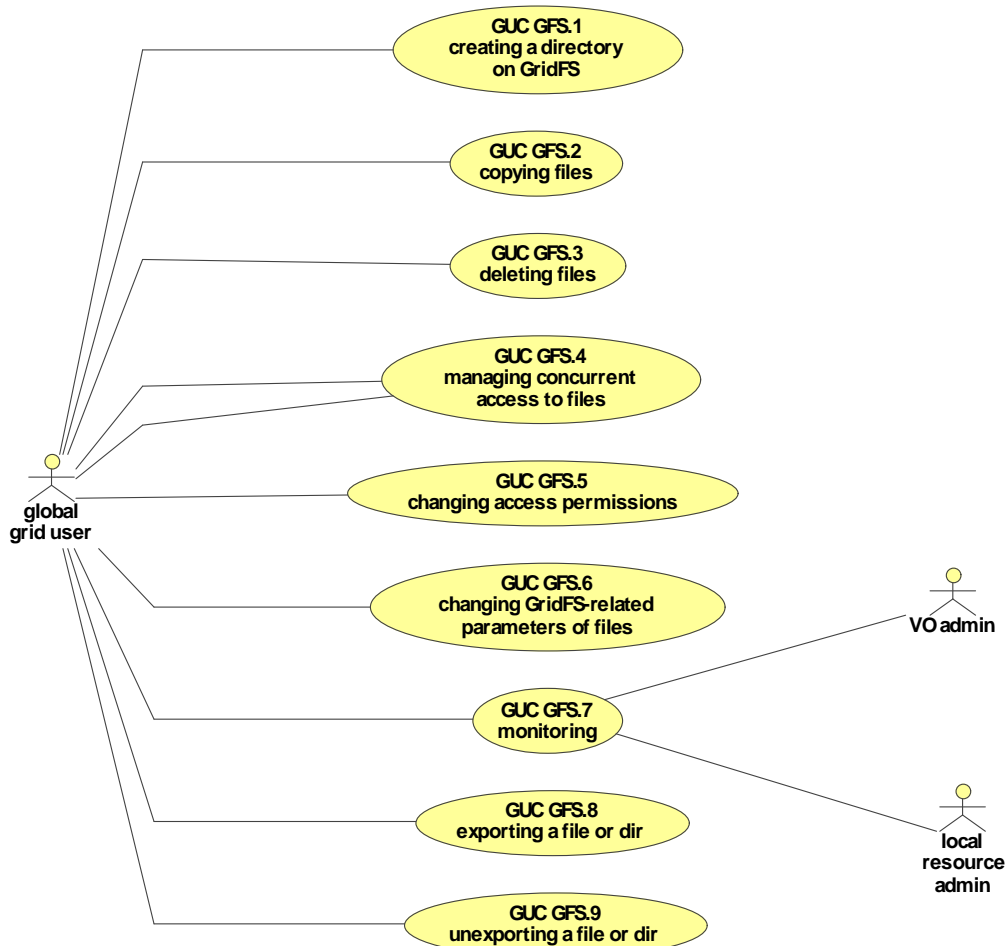 GUC GFS.1
creating a directory
on GridFS
GUC GFS.2
copying files
GUC GFS.3
deleting files
GUC GFS.4
managing concurrent
access to files
global
grid user
GUC GFS.5
changing access permissions
GUC GFS.6
changing GridFS-related
parameters of files
VO admin
GUC GFS.7
monitoring
GUC GFS.8
exporting a file or dir
local
resource
admin
GUC GFS.9
unexporting a file or dir